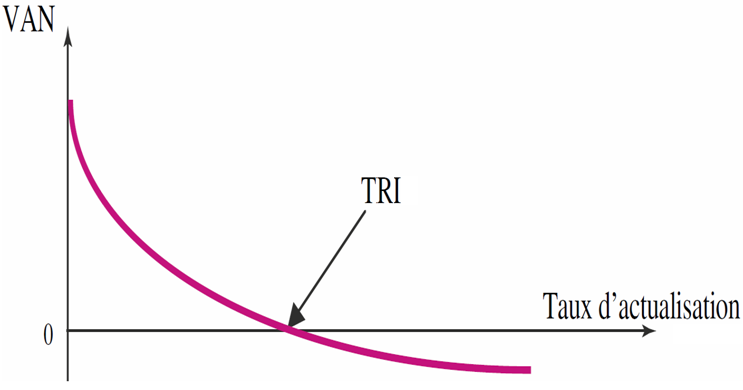 VAN
TRI
Taux d’actualisation
0